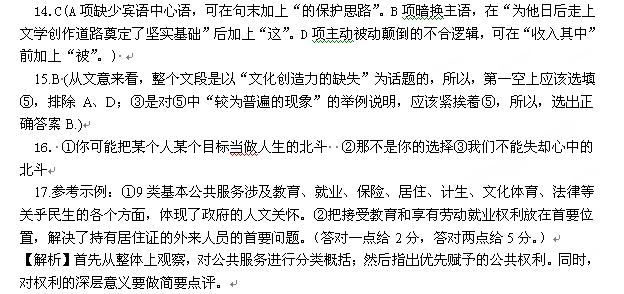 14.C(A项缺少宾语中心语，可在句末加上“的保护思路”。B项暗换主语，在“为他日后走上
文学创作道路奠定了坚实基础”后加上“这”。D项主动被动颠倒的不合逻辑，可在“收入其中”
前加上“被”。)
15.B (从文意来看，整个文段是以“文化创造力的缺失”为话题的，所以，第一空上应该选填
⑤，排除 A、D；③是对⑤中“较为普遍的现象”的举例说明，应该紧挨着⑤，所以，选出正
确答案 B.)
16. ①你可能把某个人某个目标当做人生的北斗 ②那不是你的选择③我们不能失却心中的
北斗
17.参考示例：①9类基本公共服务涉及教育、就业、保险、居住、计生、文化体育、法律等
关乎民生的各个方面，体现了政府的人文关怀。②把接受教育和享有劳动就业权利放在首要位
置，解决了持有居住证的外来人员的首要问题。（答对一点给2分，答对两点给5分。）
【解析】首先从整体上观察，对公共服务进行分类概括；然后指出优先赋予的公共权利。同时，
对权利的深层意义要做简要点评。